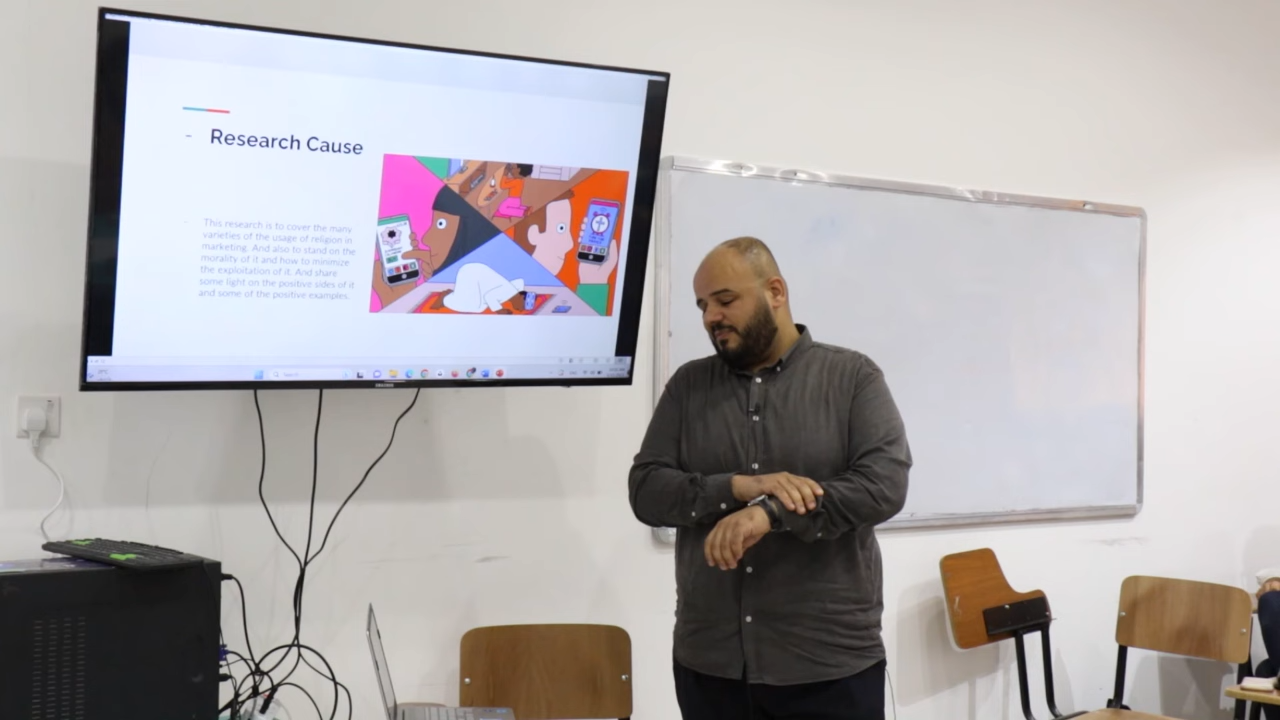 - Research Cause
This research is to cover the many
varieties of the usage of religion in
marketing. And also to stand on the
morality of it and how to minimize
the exploitation of it. And share
some light on the positive sides of it
and some of the positive examples.
Search